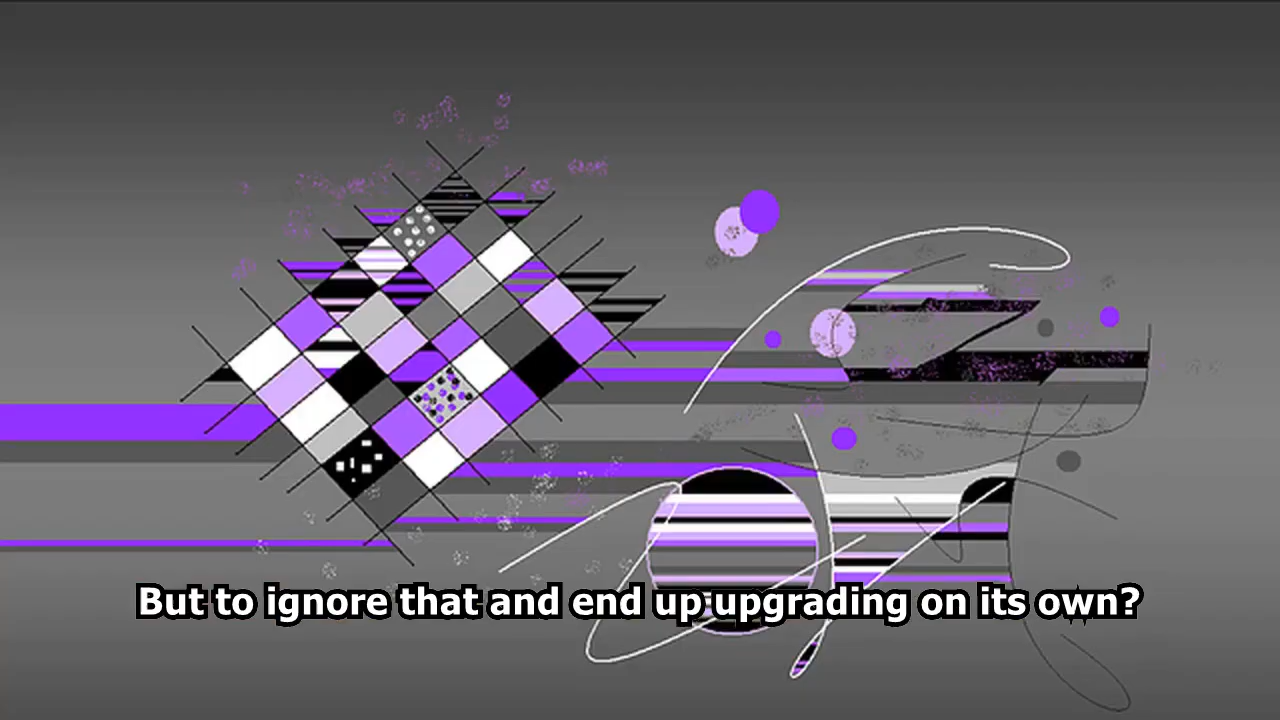 But to ignore that and end up upgrading on its own?